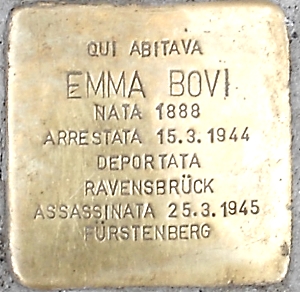 QUI ABITAVA
EMMA BOVI
NATA 1888
ARRESTATA 15.3.1944
DEPORTATA
RAVENSBRÜCK
ASSASSINATA 25.3.1945
FÜRSTENBERG